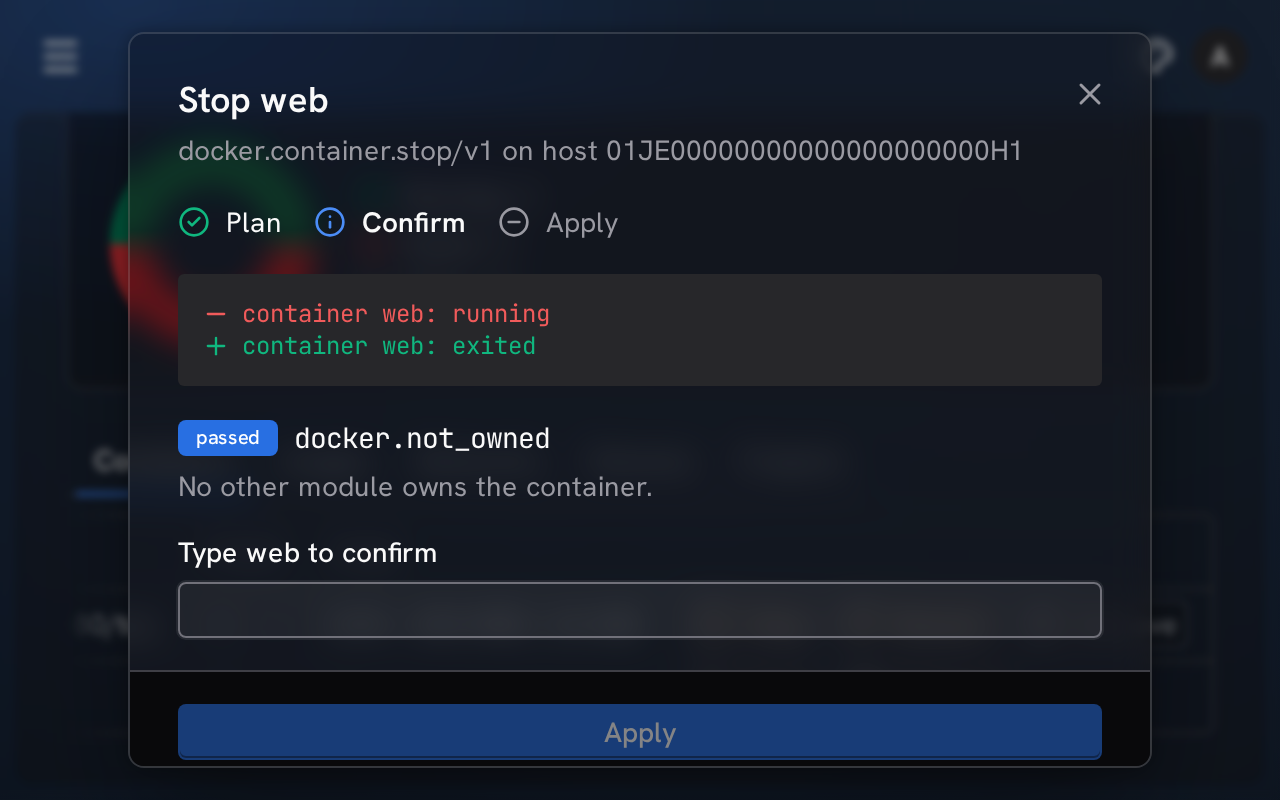 Stop web
docker.container.stop/v1 on host 01JE00000000000000000000H1
Plan Confirm Apply
− container web: running
+ container web: exited
passed docker.not_owned
No other module owns the container.
Type web to confirm
Apply
A